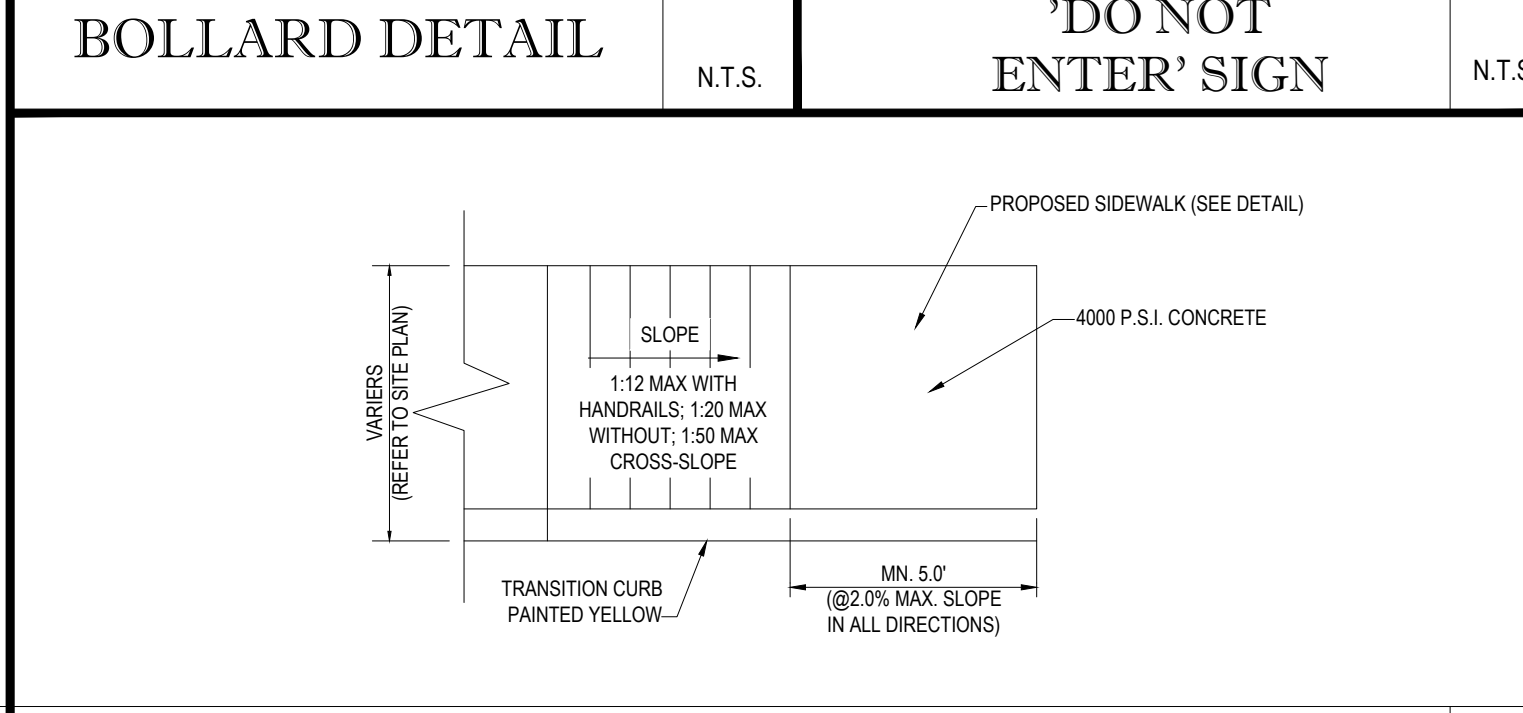 BOLLARD DETAIL
N.T.S.
'DO NOT
ENTER' SIGN
N.T.S
PROPOSED SIDEWALK (SEE DETAIL)
4000 P.S.I. CONCRETE
SLOPE
1:12 MAX WITH
HANDRAILS; 1:20 MAX
WITHOUT; 1:50 MAX
CROSS-SLOPE
VARIERS
(REFER TO SITE PLAN)
TRANSITION CURB
PAINTED YELLOW
MN. 5.0'
(@2.0% MAX. SLOPE
IN ALL DIRECTIONS)